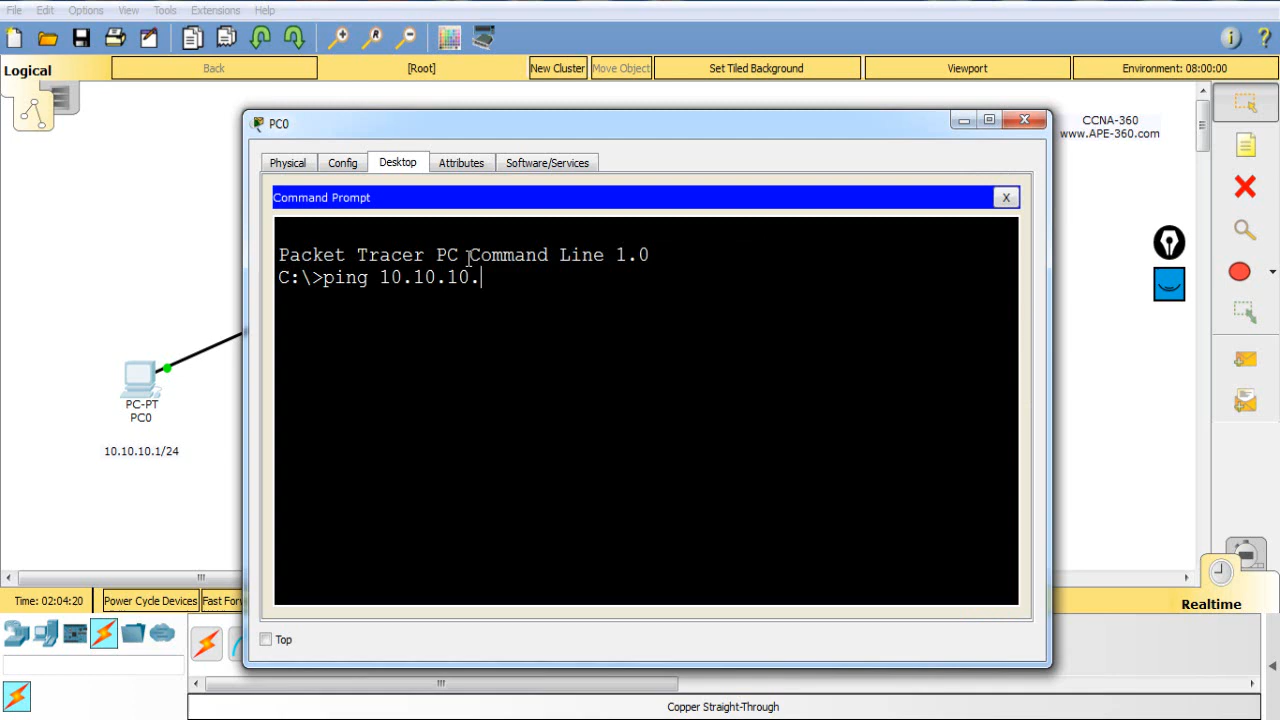 File Edit Options View Tools Extensions Help
Logical
Back
[Root]
New Cluster
Move Object
Set Tiled Background
Viewport
Environment: 08:00:00
CCNA-360
www.APE-360.com
PC0
Physical
Config
Desktop
Attributes
Software/Services
Command Prompt
X
Packet Tracer PC Command Line 1.0
C:\>ping 10.10.10.
PC-PT
PC0
10.10.10.1/24
Time: 02:04:20
Power Cycle Devices
Fast For
Realtime
Top
Copper Straight-Through